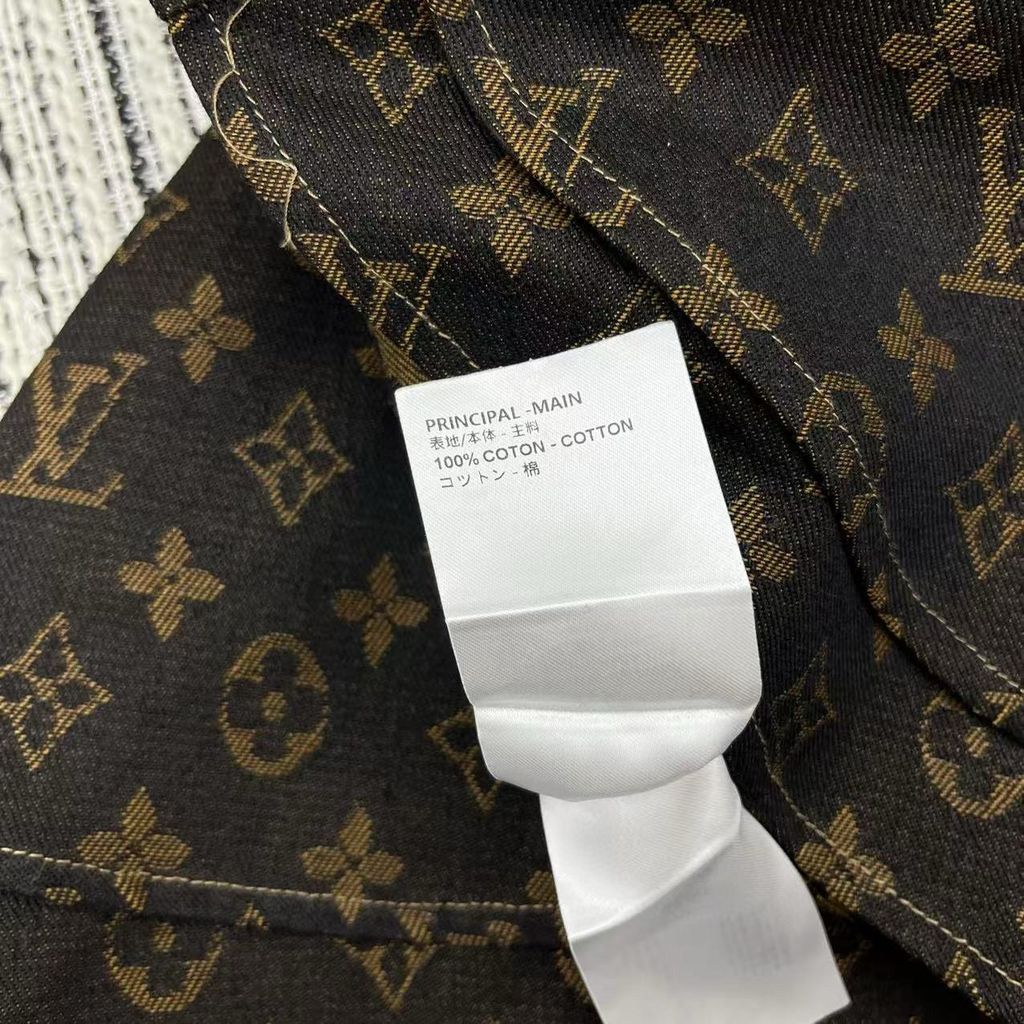 PRINCIPAL -MAIN
表地/本体 - 主料
100% COTON - COTTON
コットン - 棉